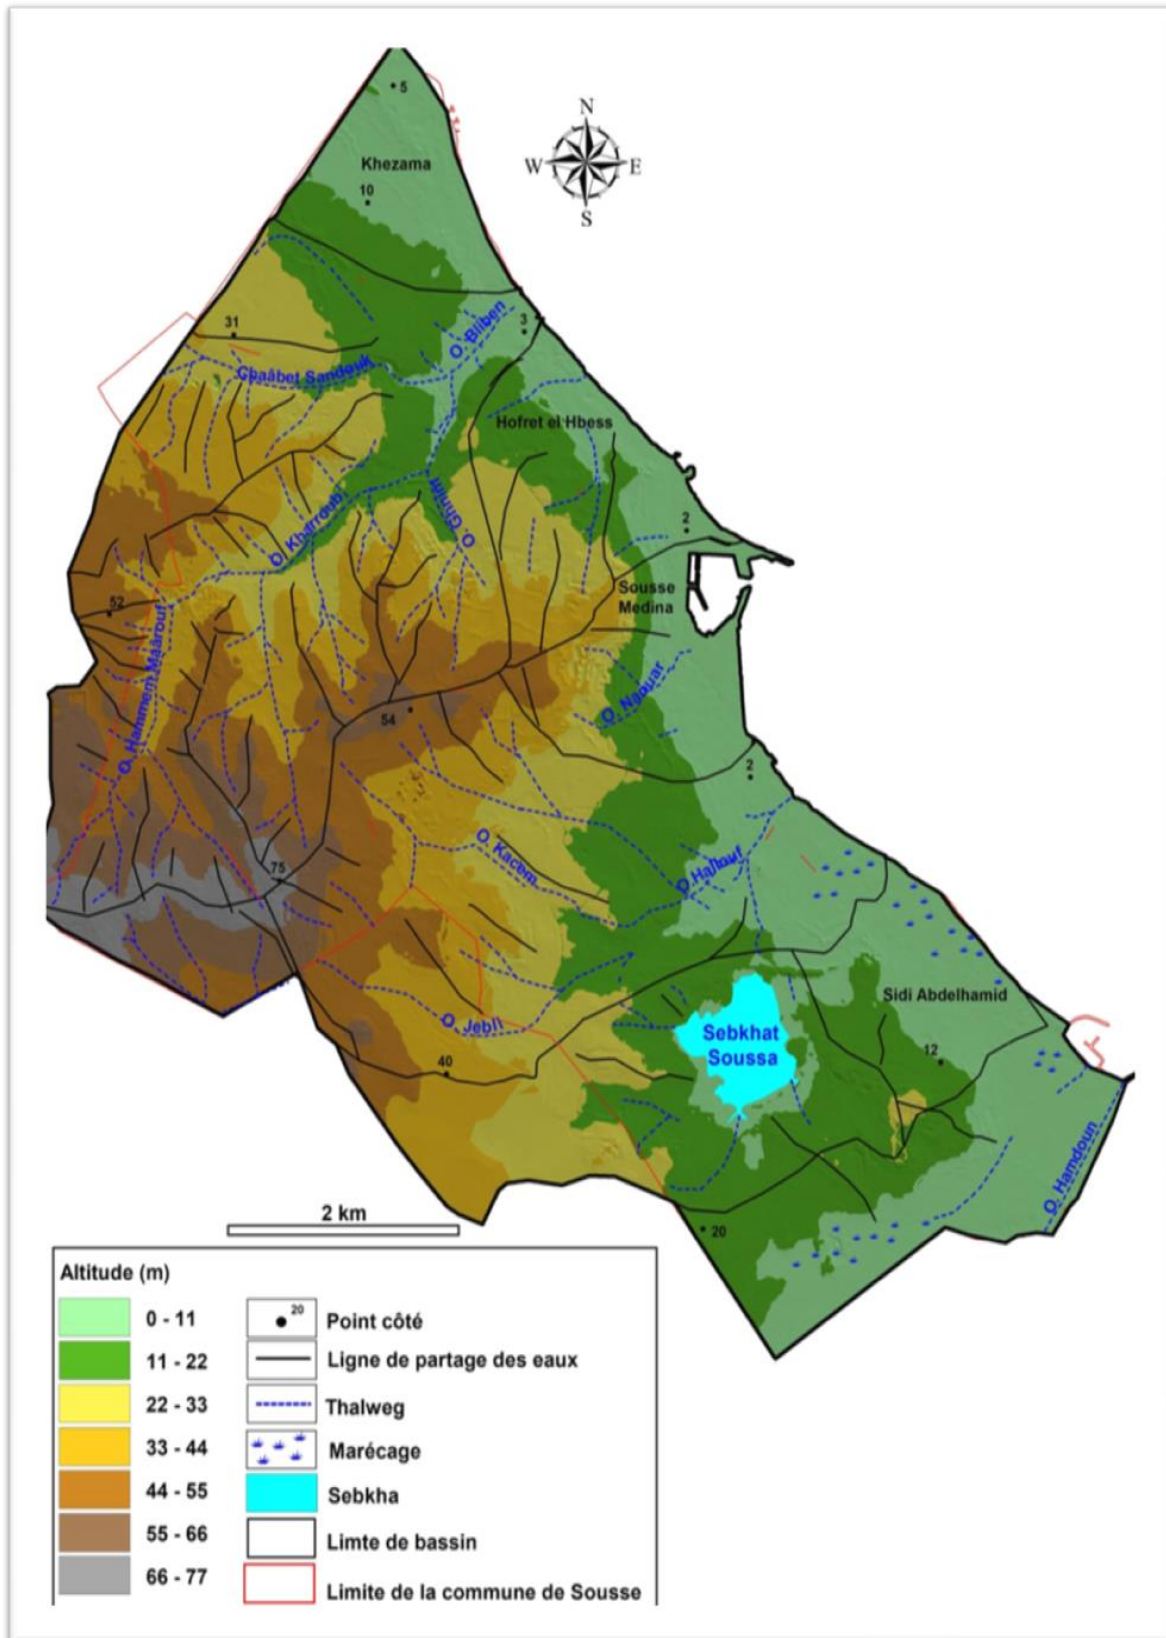 5
N
W
E
S
Khezama
10
31
3
O. Bliben
Chaâbet Sandouk
Hofret el Hbess
O. Ghnim
O. Kharroub
2
Sousse
Medina
52
O. Hammem Maârouf
O. Ngouar
54
2
O. Kacem
O Hallouf
75
Sidi Abdelhamid
Sebkhat
Soussa
O. Jebli
12
40
O. Hamdoun
20
2 km
Altitude (m)
0 - 11
11 - 22
22 - 33
33 - 44
44 - 55
55 - 66
66 - 77
20
Point côté
Ligne de partage des eaux
Thalweg
Marécage
Sebkha
Limte de bassin
Limite de la commune de Sousse